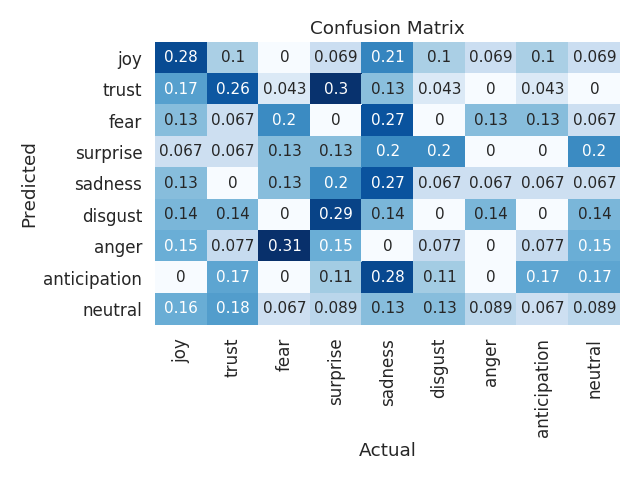 Confusion Matrix
joy 0.28 0.1 0 0.069 0.21 0.1 0.069 0.1 0.069
trust 0.17 0.26 0.043 0.3 0.13 0.043 0 0.043 0
fear 0.13 0.067 0.2 0 0.27 0 0.13 0.13 0.067
surprise 0.067 0.067 0.13 0.13 0.2 0.2 0 0 0.2
sadness 0.13 0 0.13 0.2 0.27 0.067 0.067 0.067 0.067
disgust 0.14 0.14 0 0.29 0.14 0 0.14 0 0.14
anger 0.15 0.077 0.31 0.15 0 0.077 0 0.077 0.15
anticipation 0 0.17 0 0.11 0.28 0.11 0 0.17 0.17
neutral 0.16 0.18 0.067 0.089 0.13 0.13 0.089 0.067 0.089
Predicted
joy trust fear surprise sadness disgust anger anticipation neutral
Actual